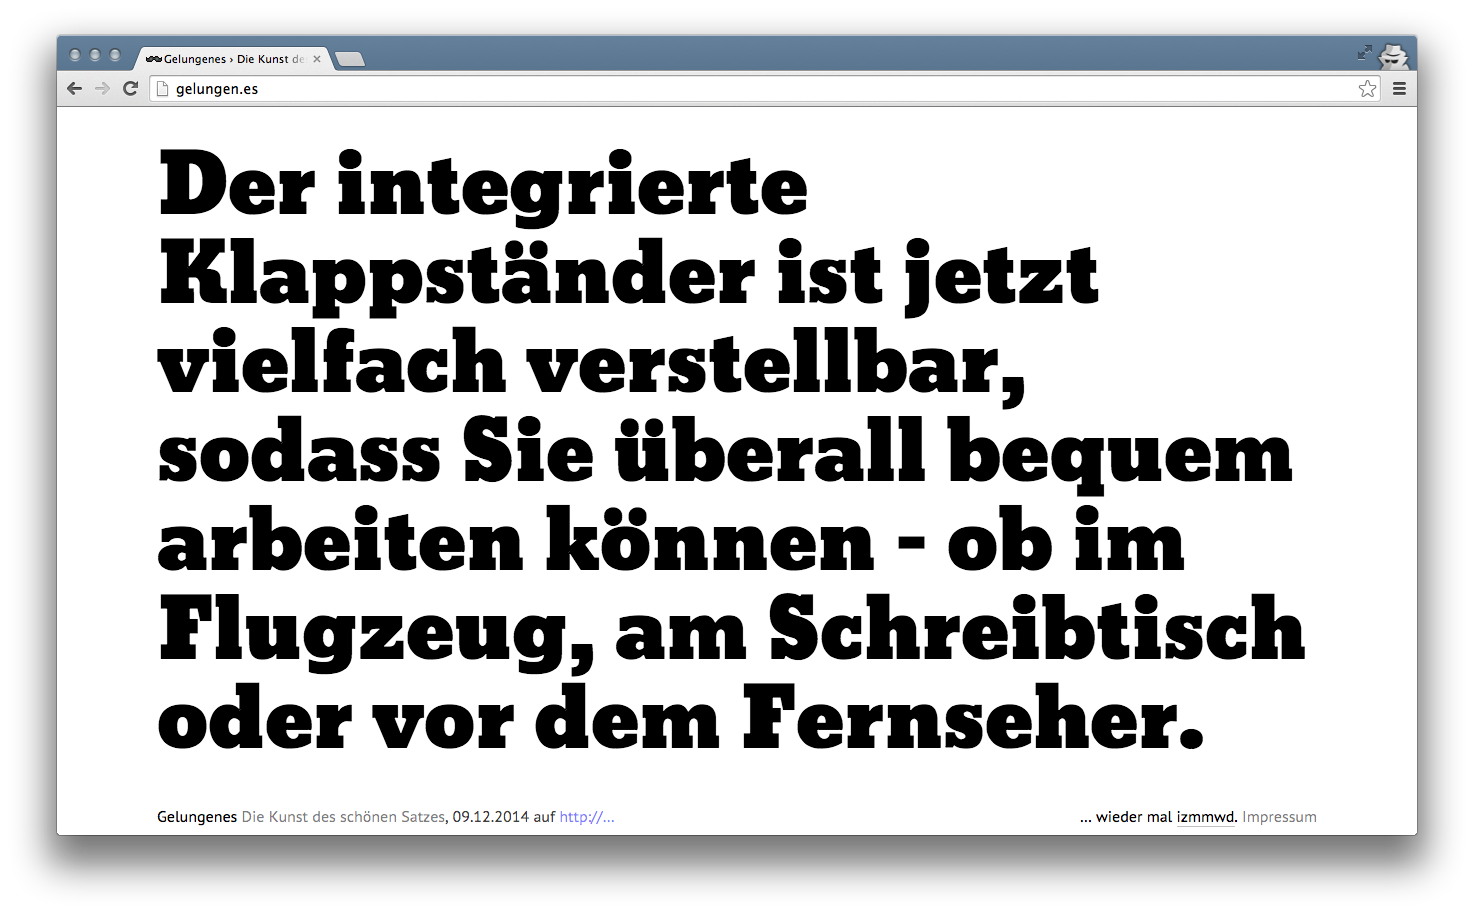 Gelungenes › Die Kunst de
gelungen.es
Der integrierte
Klappständer ist jetzt
vielfach verstellbar,
sodass Sie überall bequem
arbeiten können - ob im
Flugzeug, am Schreibtisch
oder vor dem Fernseher.
Gelungenes Die Kunst des schönen Satzes, 09.12.2014 auf http://... ... wieder mal izmmwd. Impressum